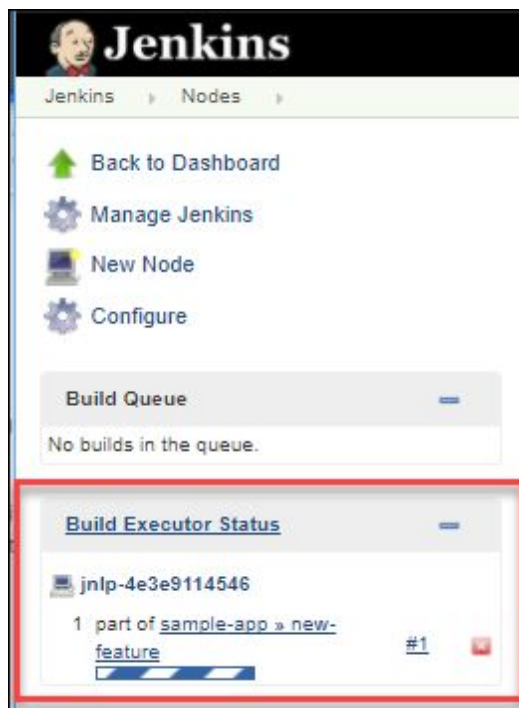 Jenkins
Jenkins Nodes
Back to Dashboard
Manage Jenkins
New Node
Configure
Build Queue
No builds in the queue.
Build Executor Status
jnlp-4e3e9114546
1 part of sample-app » new-
feature #1